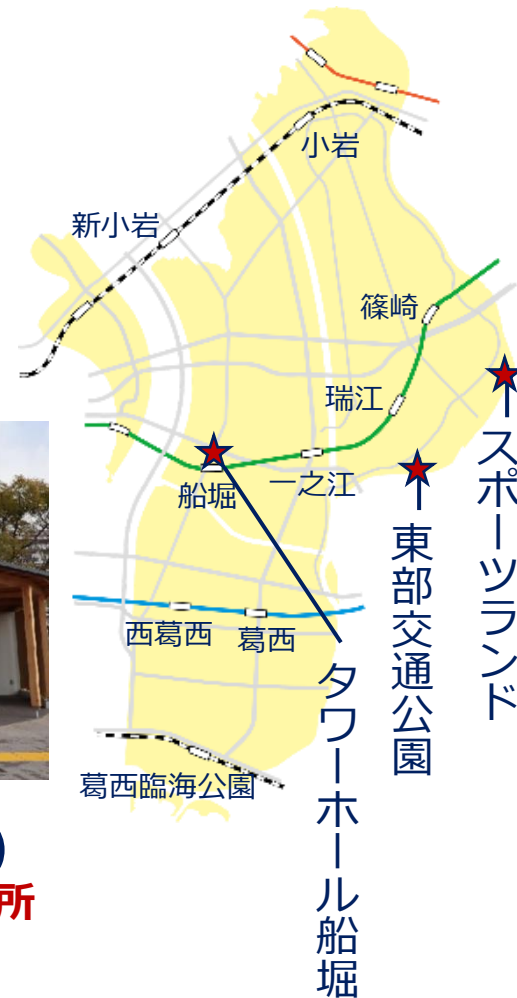 小岩
新小岩
篠崎
瑞江
一之江
船堀
西葛西
葛西
葛西臨海公園
スポーツランド
東部交通公園
タワーホール船堀
)
所